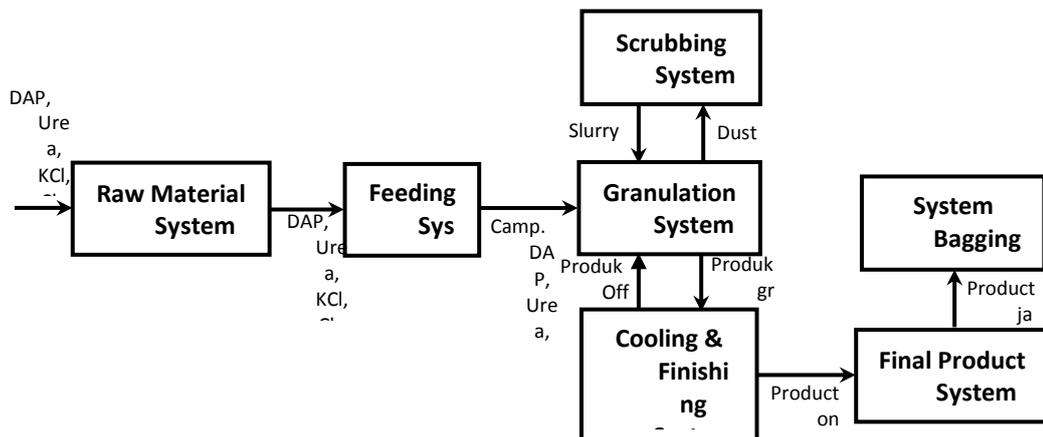 Scrubbing
System
DAP,
Ure
a,
KCl,
Slurry
Dust
Raw Material
System
Feeding
Sys
Granulation
System
System
Bagging
DAP,
Ure
a,
KCl,
Camp.
DA
P,
Ure
a,
Produk
Off
Produk
gr
Product
ja
Cooling &
Finishi
ng
Product
on
Final Product
System